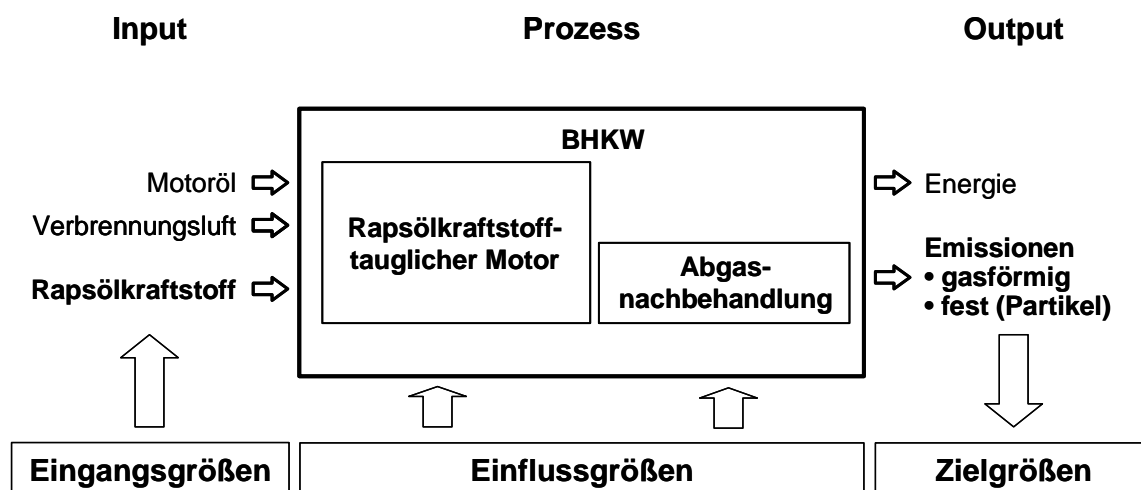 Input
Prozess
Output
BHKW
Motoröl
Verbrennungsluft
Rapsölkraftstoff
Rapsölkraftstoff-
tauglicher Motor
Abgas-
nachbehandlung
Energie
Emissionen
• gasförmig
• fest (Partikel)
Eingangsgrößen
Einflussgrößen
Zielgrößen